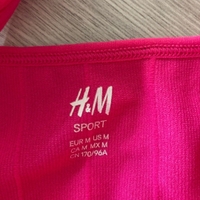 H&M
SPORT
EUR M US M
CA M MX M
CN 170/96A